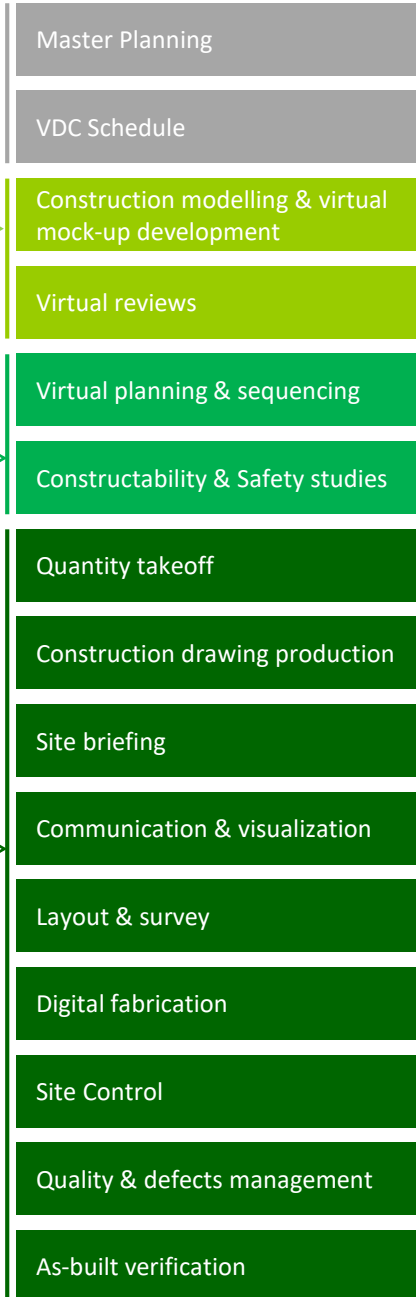 Master Planning
VDC Schedule
Construction modelling & virtual
mock-up development
Virtual reviews
Virtual planning & sequencing
Constructability & Safety studies
Quantity takeoff
Construction drawing production
Site briefing
Communication & visualization
Layout & survey
Digital fabrication
Site Control
Quality & defects management
As-built verification